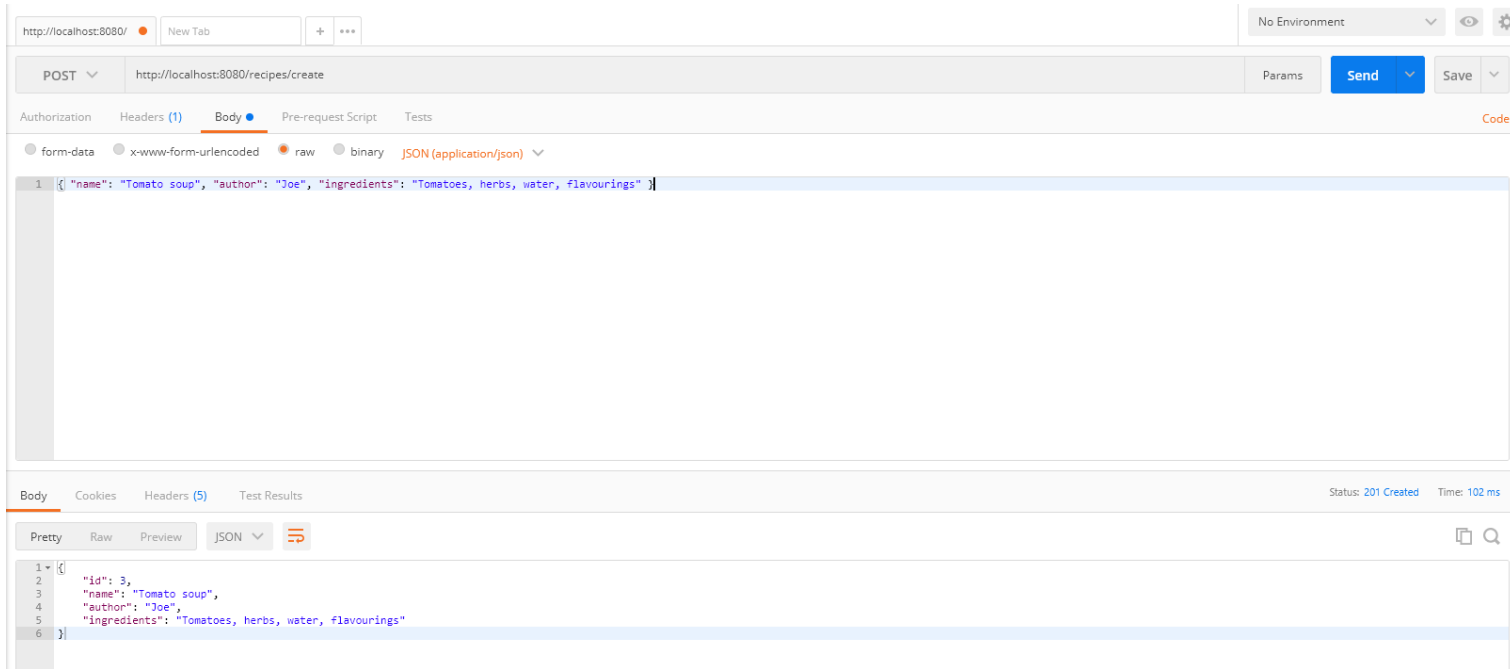 http://localhost:8080/ New Tab + ••• No Environment
POST http://localhost:8080/recipes/create Params Send Save
Authorization Headers (1) Body Pre-request Script Tests Code
form-data x-www-form-urlencoded raw binary JSON (application/json)
1 { "name": "Tomato soup", "author": "Joe", "ingredients": "Tomatoes, herbs, water, flavourings" }
Body Cookies Headers (5) Test Results Status: 201 Created Time: 102 ms
Pretty Raw Preview JSON
1 {
2 "id": 3,
3 "name": "Tomato soup",
4 "author": "Joe",
5 "ingredients": "Tomatoes, herbs, water, flavourings"
6 }